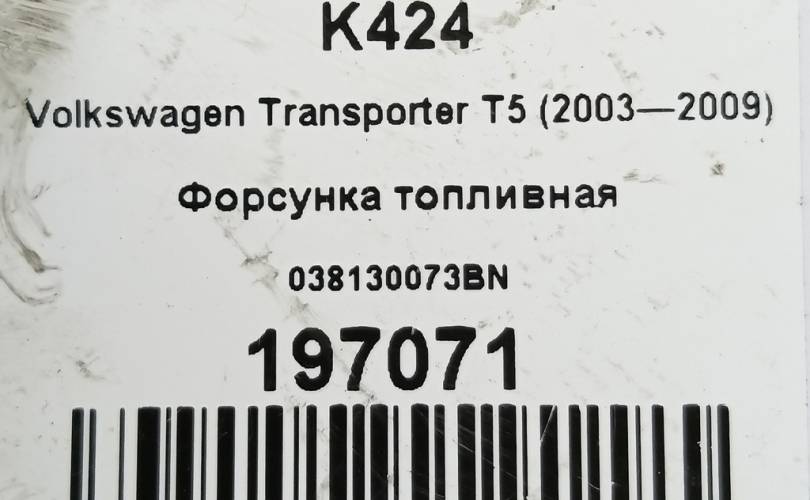 K424
Volkswagen Transporter T5 (2003—2009)
Форсунка топливная
038130073BN
197071